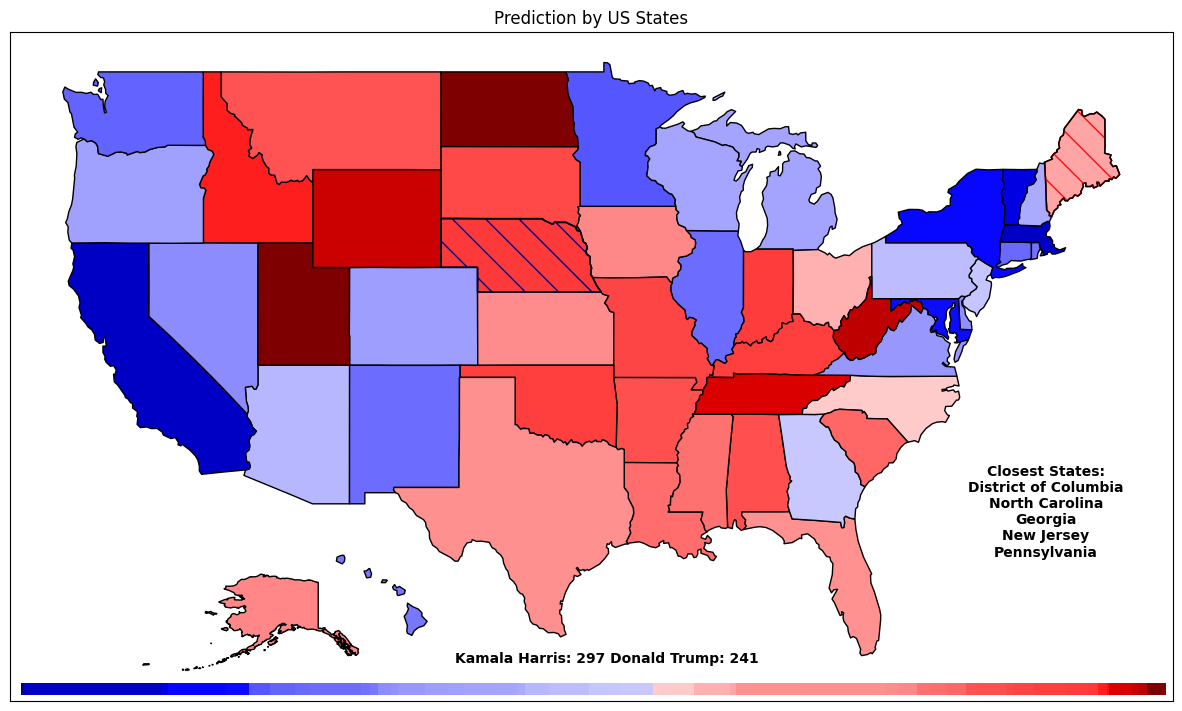 Prediction by US States
Closest States:
District of Columbia
North Carolina
Georgia
New Jersey
Pennsylvania
Kamala Harris: 297 Donald Trump: 241